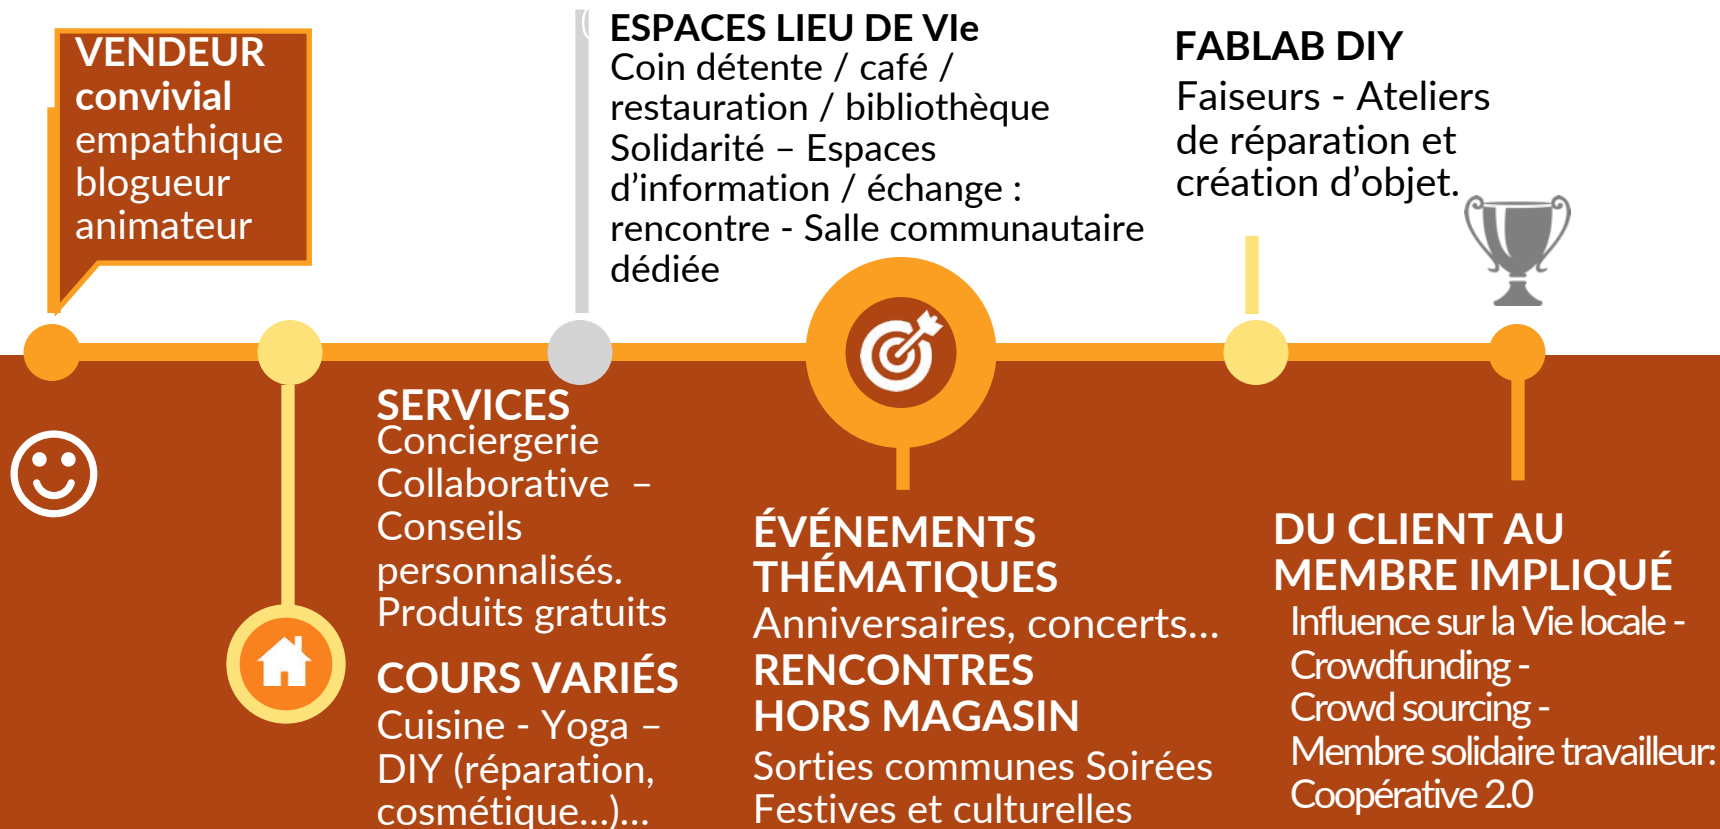 VENDEUR
convivial
empathique
blogueur
animateur
ESPACES LIEU DE VIe
Coin détente / café /
restauration / bibliothèque
Solidarité – Espaces
d’information / échange :
rencontre - Salle communautaire
dédiée
FABLAB DIY
Faiseurs - Ateliers
de réparation et
création d’objet.
SERVICES
Conciergerie
Collaborative –
Conseils
personnalisés.
Produits gratuits
COURS VARIÉS
Cuisine - Yoga –
DIY (réparation,
cosmétique...)...
ÉVÉNEMENTS
THÉMATIQUES
Anniversaires, concerts...
RENCONTRES
HORS MAGASIN
Sorties communes Soirées
Festives et culturelles
DU CLIENT AU
MEMBRE IMPLIQUÉ
Influence sur la Vie locale -
Crowdfunding -
Crowd sourcing -
Membre solidaire travailleur:
Coopérative 2.0